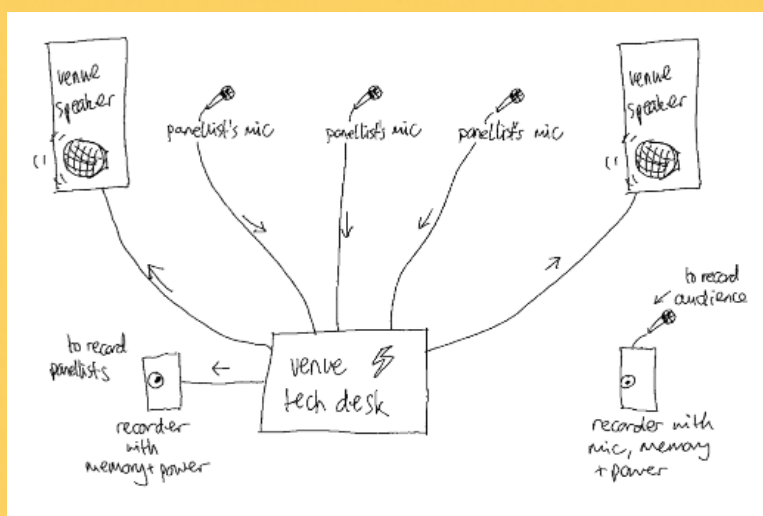 venue
speaker
panellist's mic
panellist's mic
panellist's mic
venue
speaker
to record
audience
to record
panellists
venue
tech desk
recorder
with
memory + power
recorder with
mic, memory
+ power